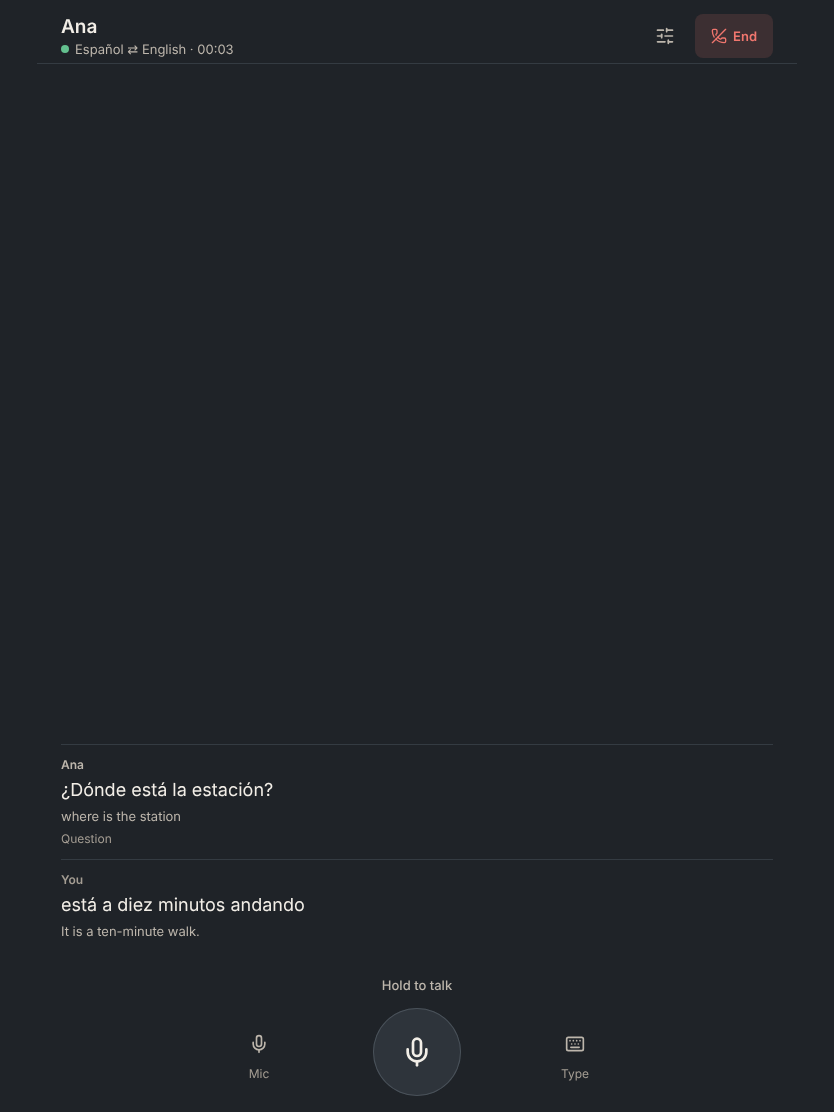 Ana
Español ⇄ English · 00:03
End
Ana
¿Dónde está la estación?
where is the station
Question
You
está a diez minutos andando
It is a ten-minute walk.
Hold to talk
Mic
Type